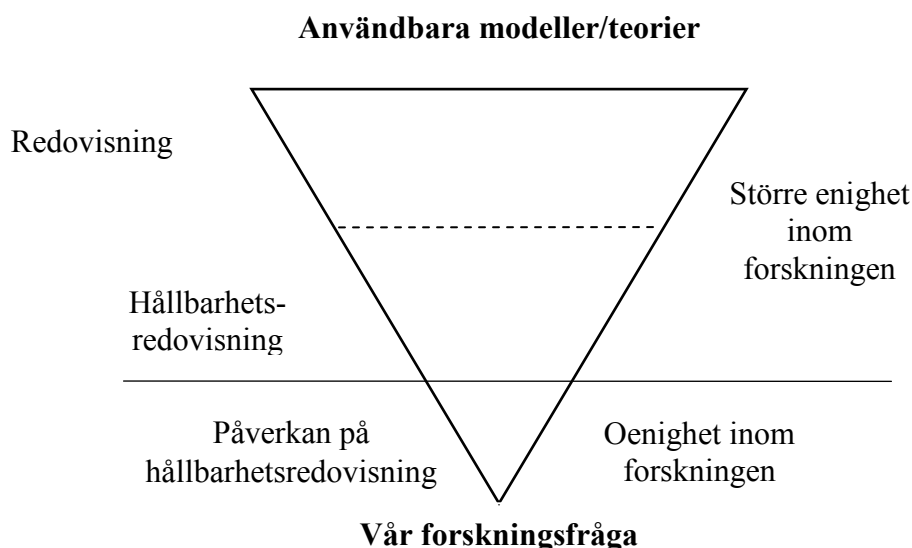 Användbara modeller/teorier
Redovisning
Större enighet
inom
forskningen
Hållbarhets-
redovisning
Påverkan på
hållbarhetsredovisning
Oenighet inom
forskningen
Vår forskningsfråga